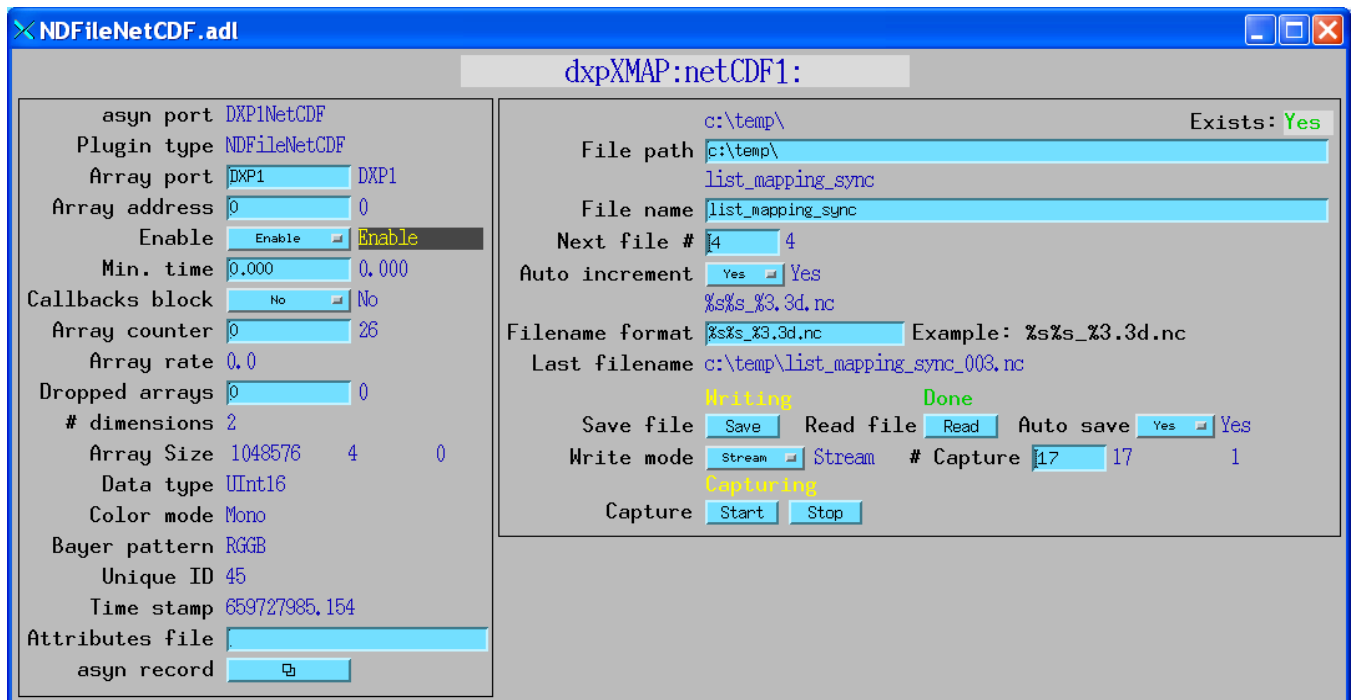 NDFileNetCDF.adl
dxpXMAP:netCDF1:
asyn port DXP1NetCDF
Plugin type NDFileNetCDF
Array port DXP1 DXP1
Array address 0 0
Enable Enable Enable
Min. time 0.000 0.000
Callbacks block No No
Array counter 0 26
Array rate 0.0
Dropped arrays 0 0
# dimensions 2
Array Size 1048576 4 0
Data type UInt16
Color mode Mono
Bayer pattern RGGB
Unique ID 45
Time stamp 659727985.154
Attributes file
asyn record
c:\temp\ Exists: Yes
File path c:\temp\
list_mapping_sync
File name list_mapping_sync
Next file # 4 4
Auto increment Yes Yes
%s%s_%3.3d.nc
Filename format %s%s_%3.3d.nc Example: %s%s_%3.3d.nc
Last filename c:\temp\list_mapping_sync_003.nc
Writing Done
Save file Save Read file Read Auto save Yes Yes
Write mode Stream Stream # Capture 17 17 1
Capturing
Capture Start Stop